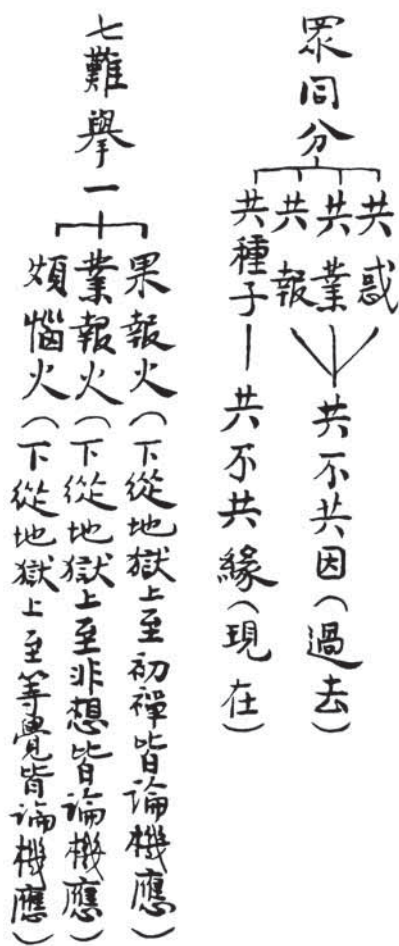 眾同分
共惑
共業
共報
共種子
共不共因(過去)
共不共緣(現在)
七難舉一
果報火(下從地獄上至初禪皆論機應)
業報火(下從地獄上至非想皆論機應)
煩惱火(下從地獄上至等覺皆論機應)